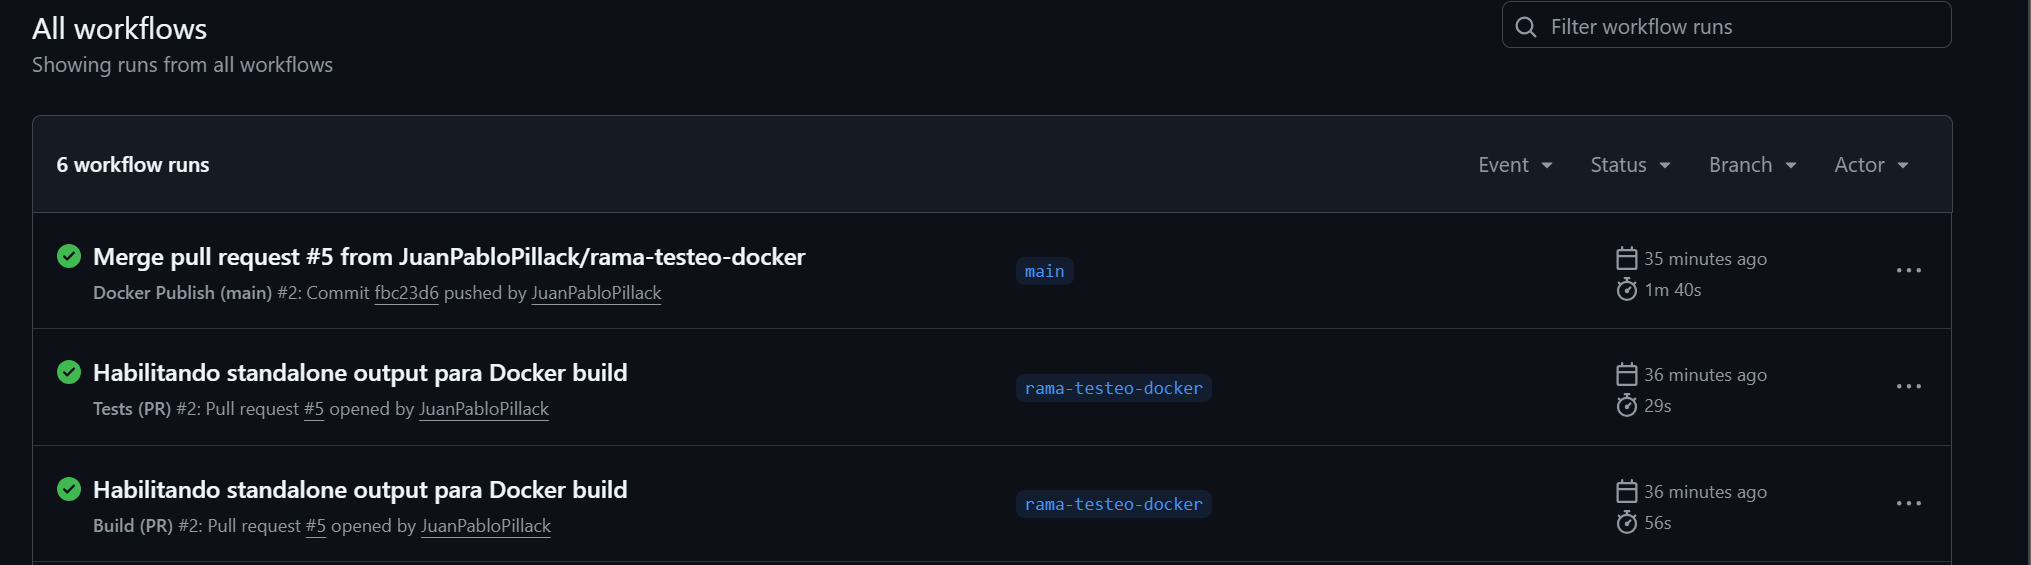 All workflows
Showing runs from all workflows
Filter workflow runs
6 workflow runs
Event
Status
Branch
Actor
Merge pull request #5 from JuanPabloPillack/rama-testeo-docker
Docker Publish (main) #2: Commit fbc23d6 pushed by JuanPabloPillack
main
35 minutes ago
1m 40s
Habilitando standalone output para Docker build
Tests (PR) #2: Pull request #5 opened by JuanPabloPillack
rama-testeo-docker
36 minutes ago
29s
Habilitando standalone output para Docker build
Build (PR) #2: Pull request #5 opened by JuanPabloPillack
rama-testeo-docker
36 minutes ago
56s